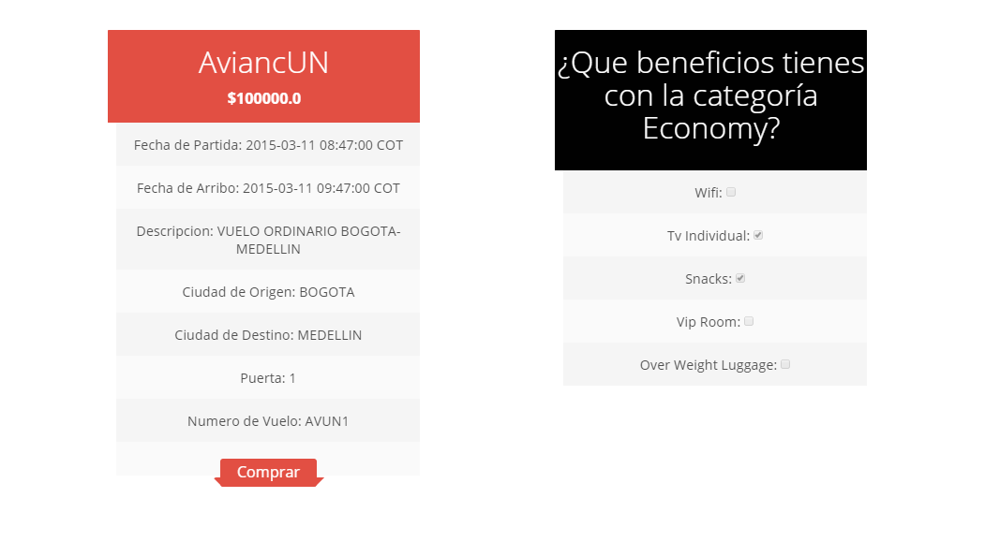 AviancUN
$100000.0
Fecha de Partida: 2015-03-11 08:47:00 COT
Fecha de Arribo: 2015-03-11 09:47:00 COT
Descripcion: VUELO ORDINARIO BOGOTA-
MEDELLIN
Ciudad de Origen: BOGOTA
Ciudad de Destino: MEDELLIN
Puerta: 1
Numero de Vuelo: AVUN1
Comprar
¿Que beneficios tienes
con la categoría
Economy?
Wifi:
Tv Individual:
Snacks:
Vip Room:
Over Weight Luggage: